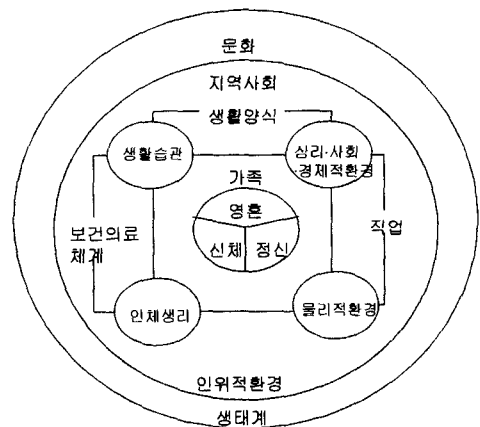 문화
지역사회
생활양식
생활습관
심리·사회
·경제적환경
가족
영혼
신체 정신
보건의료
체계
직업
인체생리
물리적환경
인위적환경
생태계